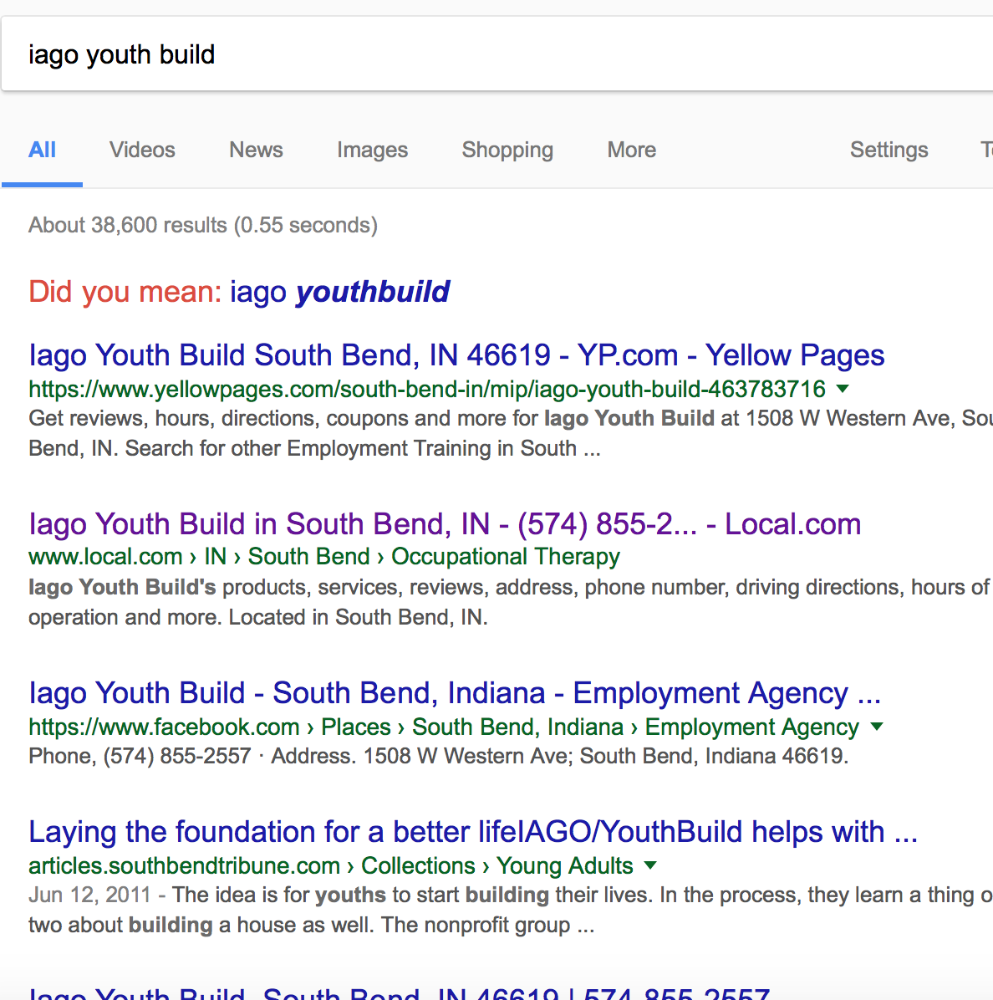 iago youth build
All Videos News Images Shopping More Settings
About 38,600 results (0.55 seconds)
Did you mean: iago youthbuild
Iago Youth Build South Bend, IN 46619 - YP.com - Yellow Pages
https://www.yellowpages.com/south-bend-in/mip/iago-youth-build-463783716
Get reviews, hours, directions, coupons and more for Iago Youth Build at 1508 W Western Ave,
Bend, IN. Search for other Employment Training in South ...
Iago Youth Build in South Bend, IN - (574) 855-2... - Local.com
www.local.com › IN › South Bend › Occupational Therapy
Iago Youth Build's products, services, reviews, address, phone number, driving directions, hours of
operation and more. Located in South Bend, IN.
Iago Youth Build - South Bend, Indiana - Employment Agency ...
https://www.facebook.com › Places › South Bend, Indiana › Employment Agency
Phone, (574) 855-2557 · Address. 1508 W Western Ave; South Bend, Indiana 46619.
Laying the foundation for a better lifeIAGO/YouthBuild helps with ...
articles.southbendtribune.com › Collections › Young Adults
Jun 12, 2011 - The idea is for youths to start building their lives. In the process, they learn a thing
two about building a house as well. The nonprofit group ...
Iago Youth Build, South Bend, IN 46619 | 574-855-2557